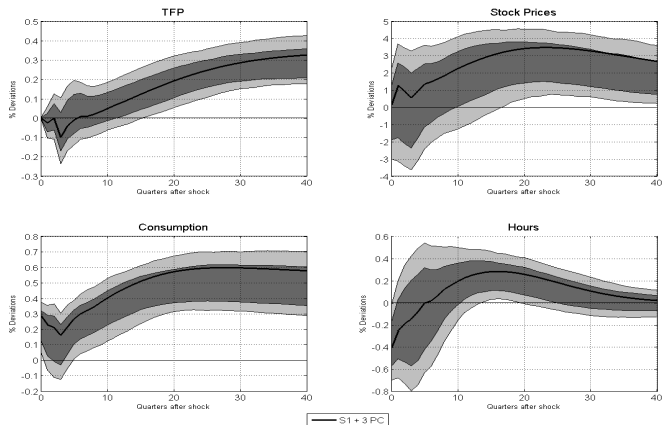 TFP
0.5
0.4
0.3
0.2
0.1
0
-0.1
-0.2
-0.3
% Deviations
0 10 20 30 40
Quarters after shock
Stock Prices
5
4
3
2
1
0
-1
-2
-3
-4
% Deviations
0 10 20 30 40
Quarters after shock
Consumption
0.8
0.7
0.6
0.5
0.4
0.3
0.2
0.1
0
-0.1
-0.2
% Deviations
0 10 20 30 40
Quarters after shock
Hours
0.6
0.4
0.2
0
-0.2
-0.4
-0.6
-0.8
% Deviations
0 10 20 30 40
Quarters after shock
S1 + 3 PC